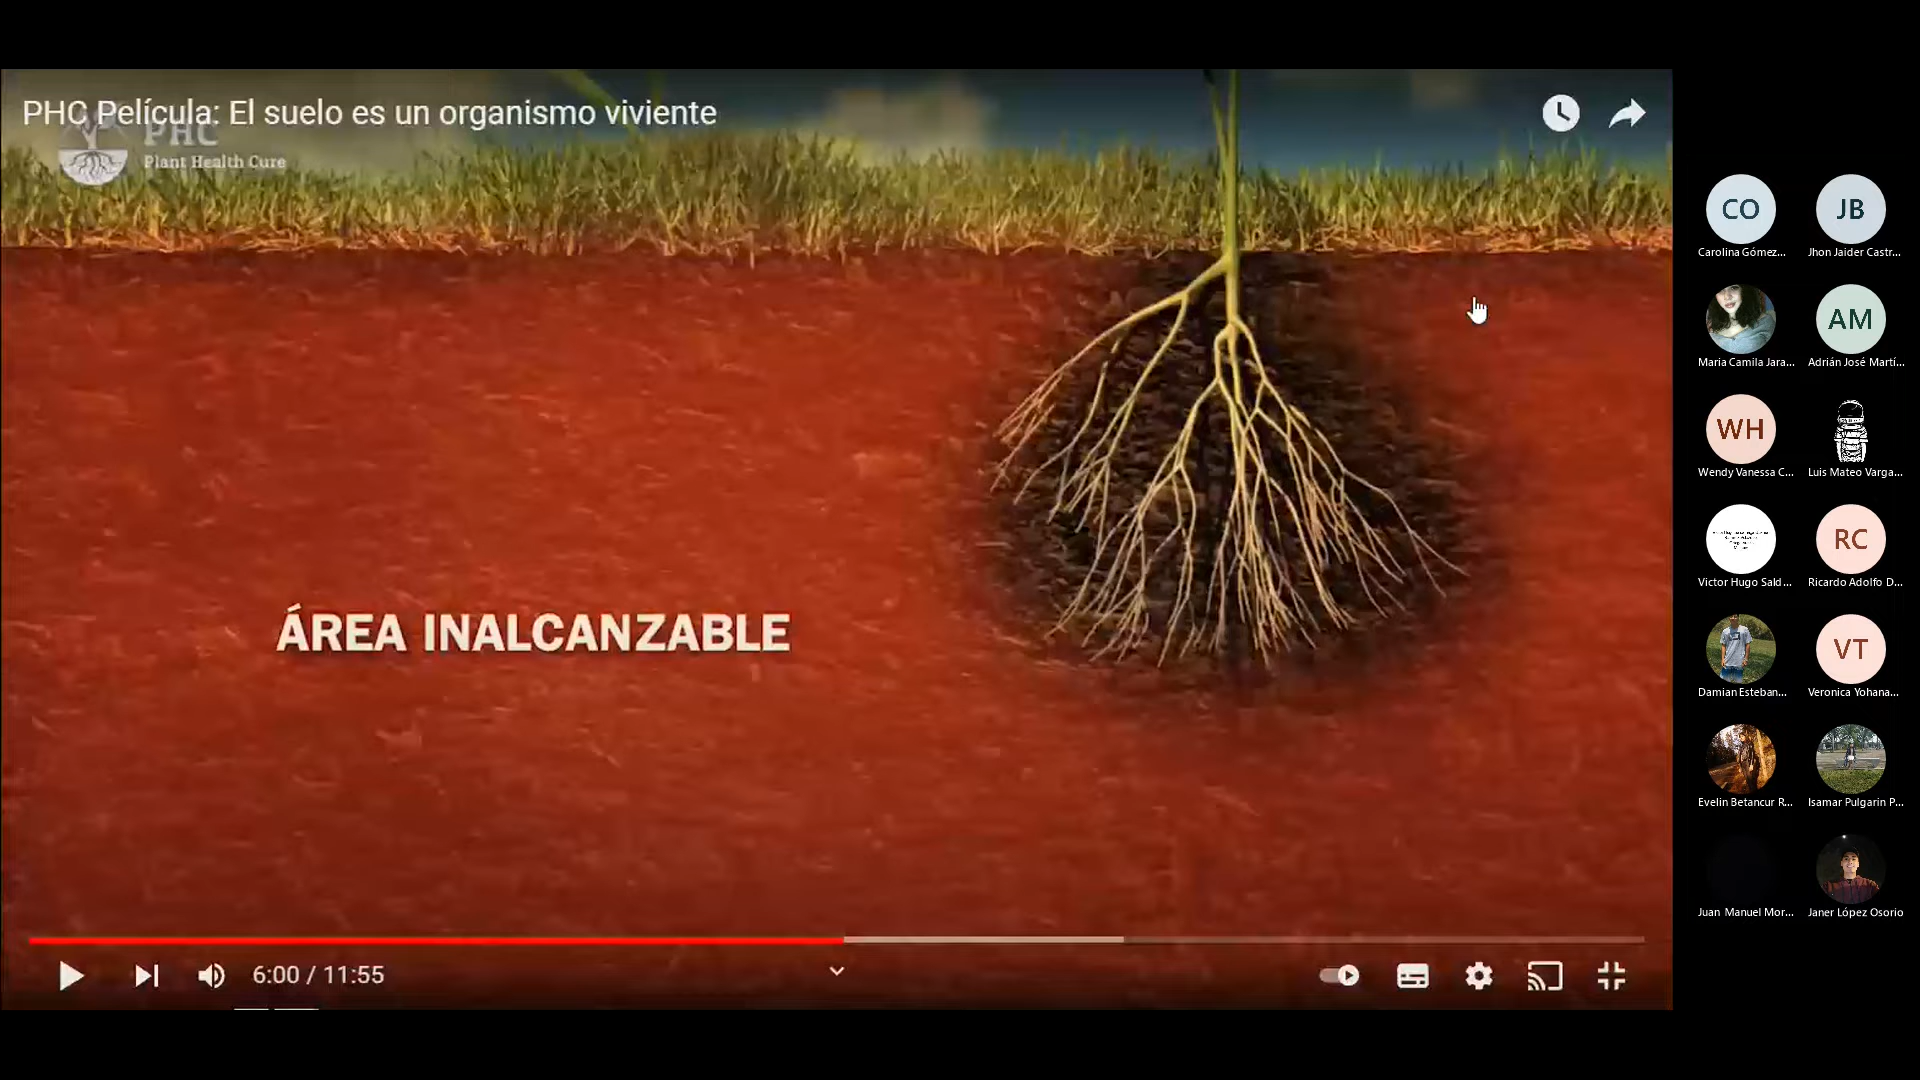 PHC Película: El suelo es un organismo viviente
PHC
Plant Health Cure
ÁREA INALCANZABLE
6:00 / 11:55
CO
JB
Carolina Gómez...
Jhon Jaider Castr...
AM
Maria Camila Jara...
Adrián José Martí...
WH
Wendy Vanessa C...
Luis Mateo Varga...
RC
Victor Hugo Sald...
Ricardo Adolfo D...
VT
Damian Esteban...
Veronica Yohana...
Evelin Betancur R...
Isamar Pulgarin P...
Juan Manuel Mor...
Janer López Osorio